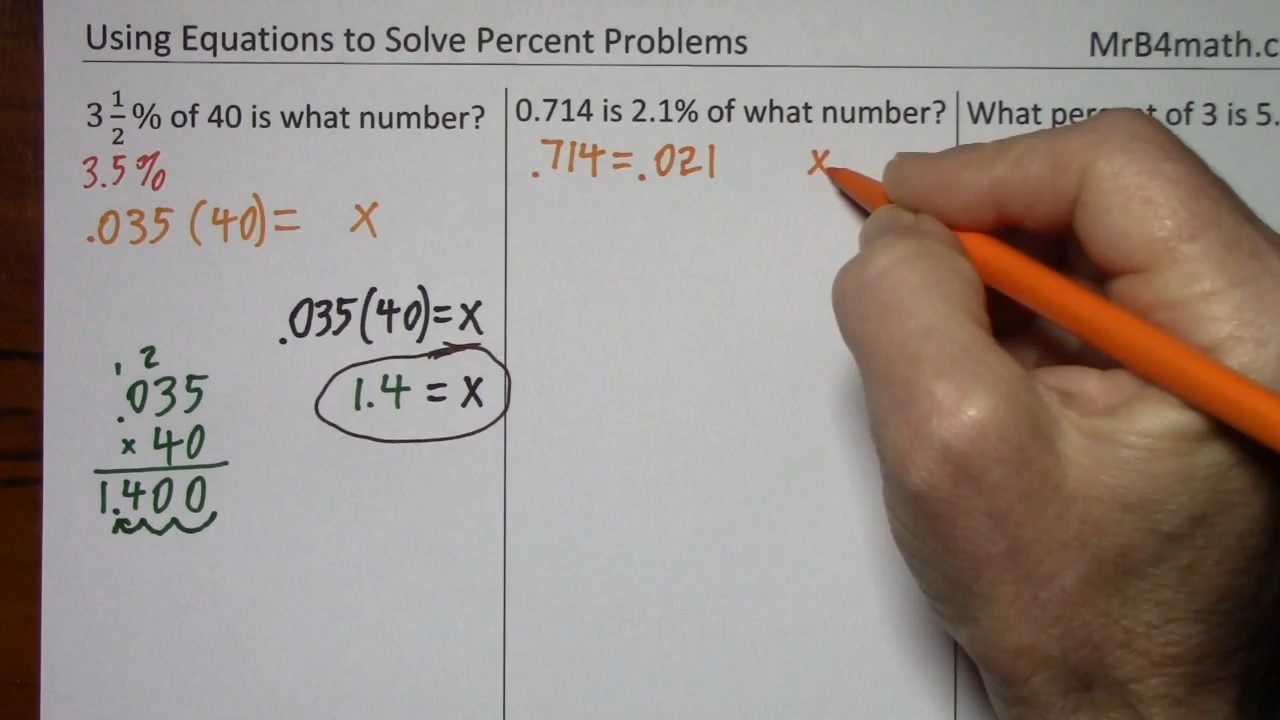 Using Equations to Solve Percent Problems
MrB4math.c
3 1/2 % of 40 is what number?
3.5%
.035 (40) = x
.035(40)=x
1.4 = x
1 2
.035
x 40
1.400
0.714 is 2.1% of what number?
.714=.021 x
What of 3 is 5.